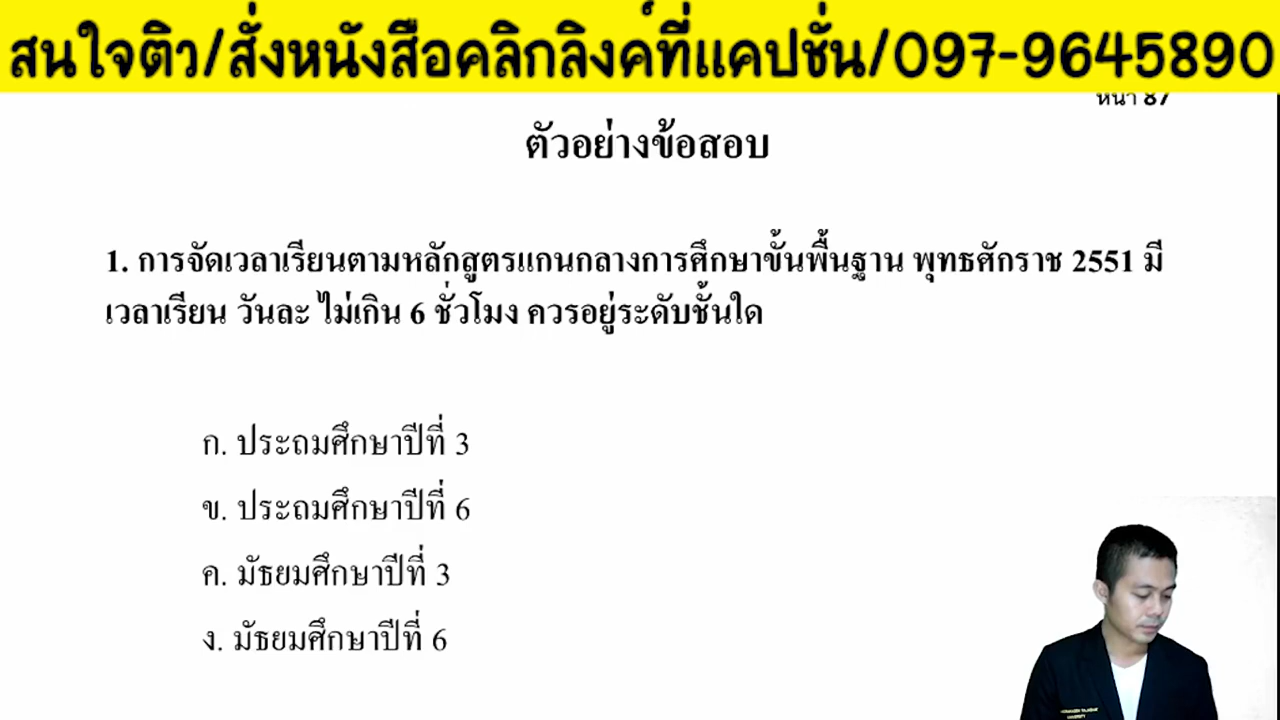 สนใจติว/สั่งหนังสือคลิกลิงค์ที่แคปชั่น/097-9645890
หน้า 87
ตัวอย่างข้อสอบ
1. การจัดเวลาเรียนตามหลักสูตรแกนกลางการศึกษาขั้นพื้นฐาน พุทธศักราช 2551 มี
เวลาเรียน วันละ ไม่เกิน 6 ชั่วโมง ควรอยู่ระดับชั้นใด
ก. ประถมศึกษาปีที่ 3
ข. ประถมศึกษาปีที่ 6
ค. มัธยมศึกษาปีที่ 3
ง. มัธยมศึกษาปีที่ 6